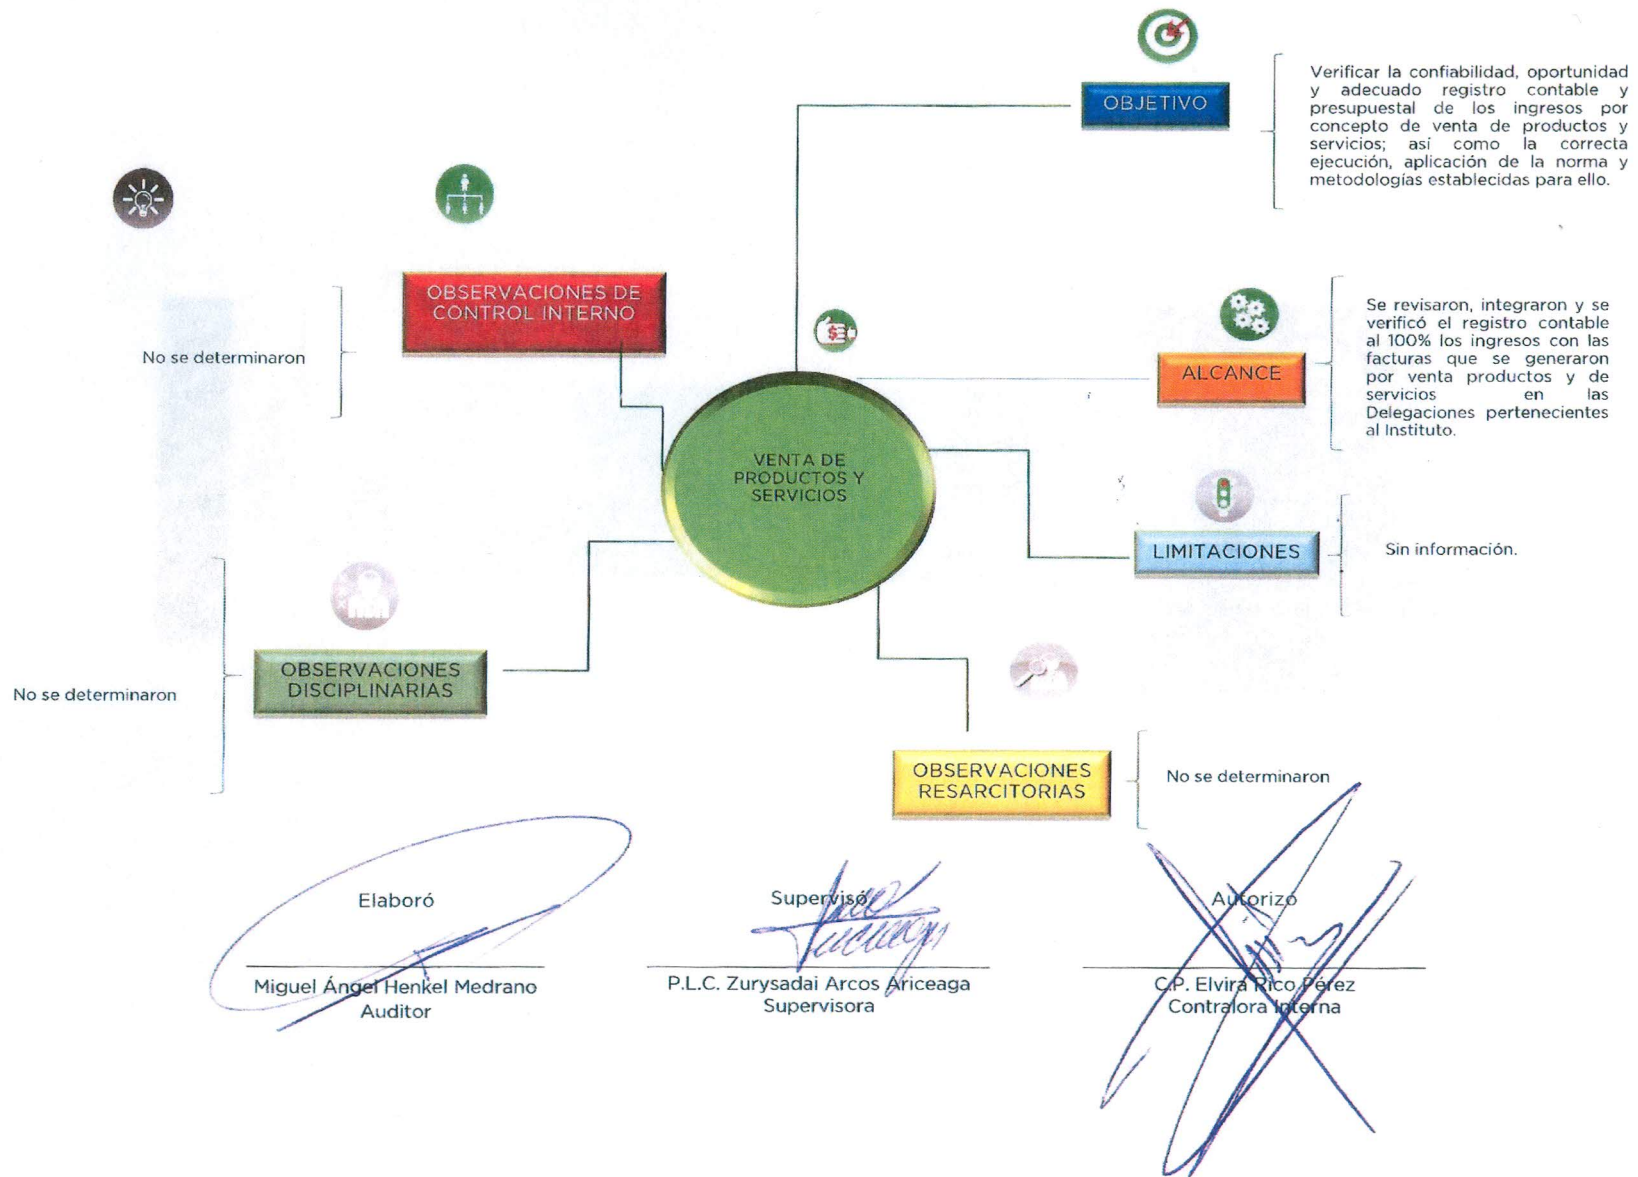 OBJETIVO
Verificar la confiabilidad, oportunidad
y adecuado registro contable y
presupuestal de los ingresos por
concepto de venta de productos y
servicios; así como la correcta
ejecución, aplicación de la norma y
metodologías establecidas para ello.
OBSERVACIONES DE
CONTROL INTERNO
No se determinaron
ALCANCE
Se revisaron, integraron y se
verificó el registro contable
al 100% los ingresos con las
facturas que se generaron
por venta productos y de
servicios en las
Delegaciones pertenecientes
al Instituto.
VENTA DE
PRODUCTOS Y
SERVICIOS
LIMITACIONES
Sin información.
OBSERVACIONES
DISCIPLINARIAS
No se determinaron
OBSERVACIONES
RESARCITORIAS
No se determinaron
Elaboró
Miguel Ángel Henkel Medrano
Auditor
Supervisó
P.L.C. Zurysadai Arcos Ariceaga
Supervisora
Autorizó
C.P. Elvira Rico Pérez
Contralora Interna